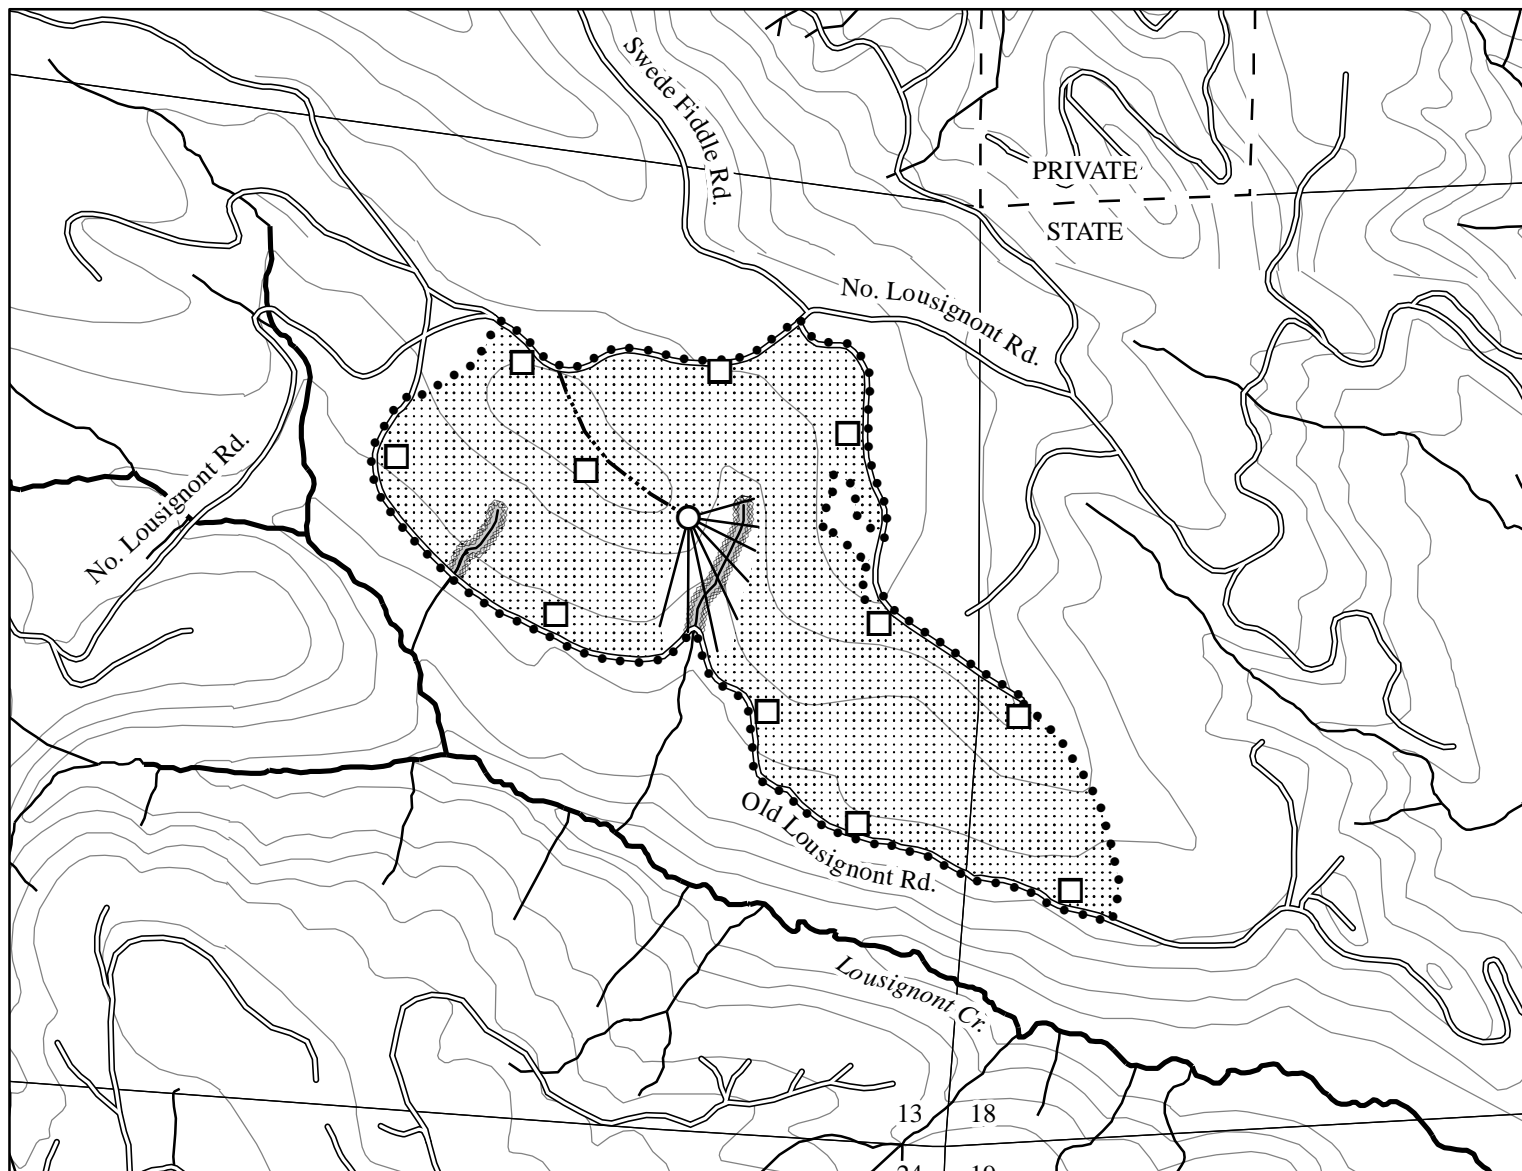 Swede Fiddle Rd.
PRIVATE
STATE
No. Lousignont Rd.
No. Lousignont Rd.
Old Lousignont Rd.
Lousignont Cr.
13 18
24 19